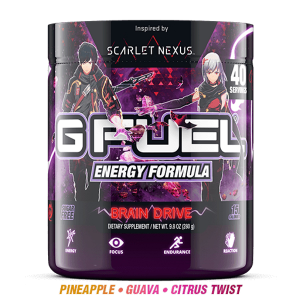 Inspired by
SCARLET NEXUS
40
SERVINGS
G FUEL
ENERGY FORMULA
BRAIN DRIVE
DIETARY SUPPLEMENT / NET WT. 9.8 OZ (280 g)
ENERGY
FOCUS
ENDURANCE
REACTION
PINEAPPLE • GUAVA • CITRUS TWIST